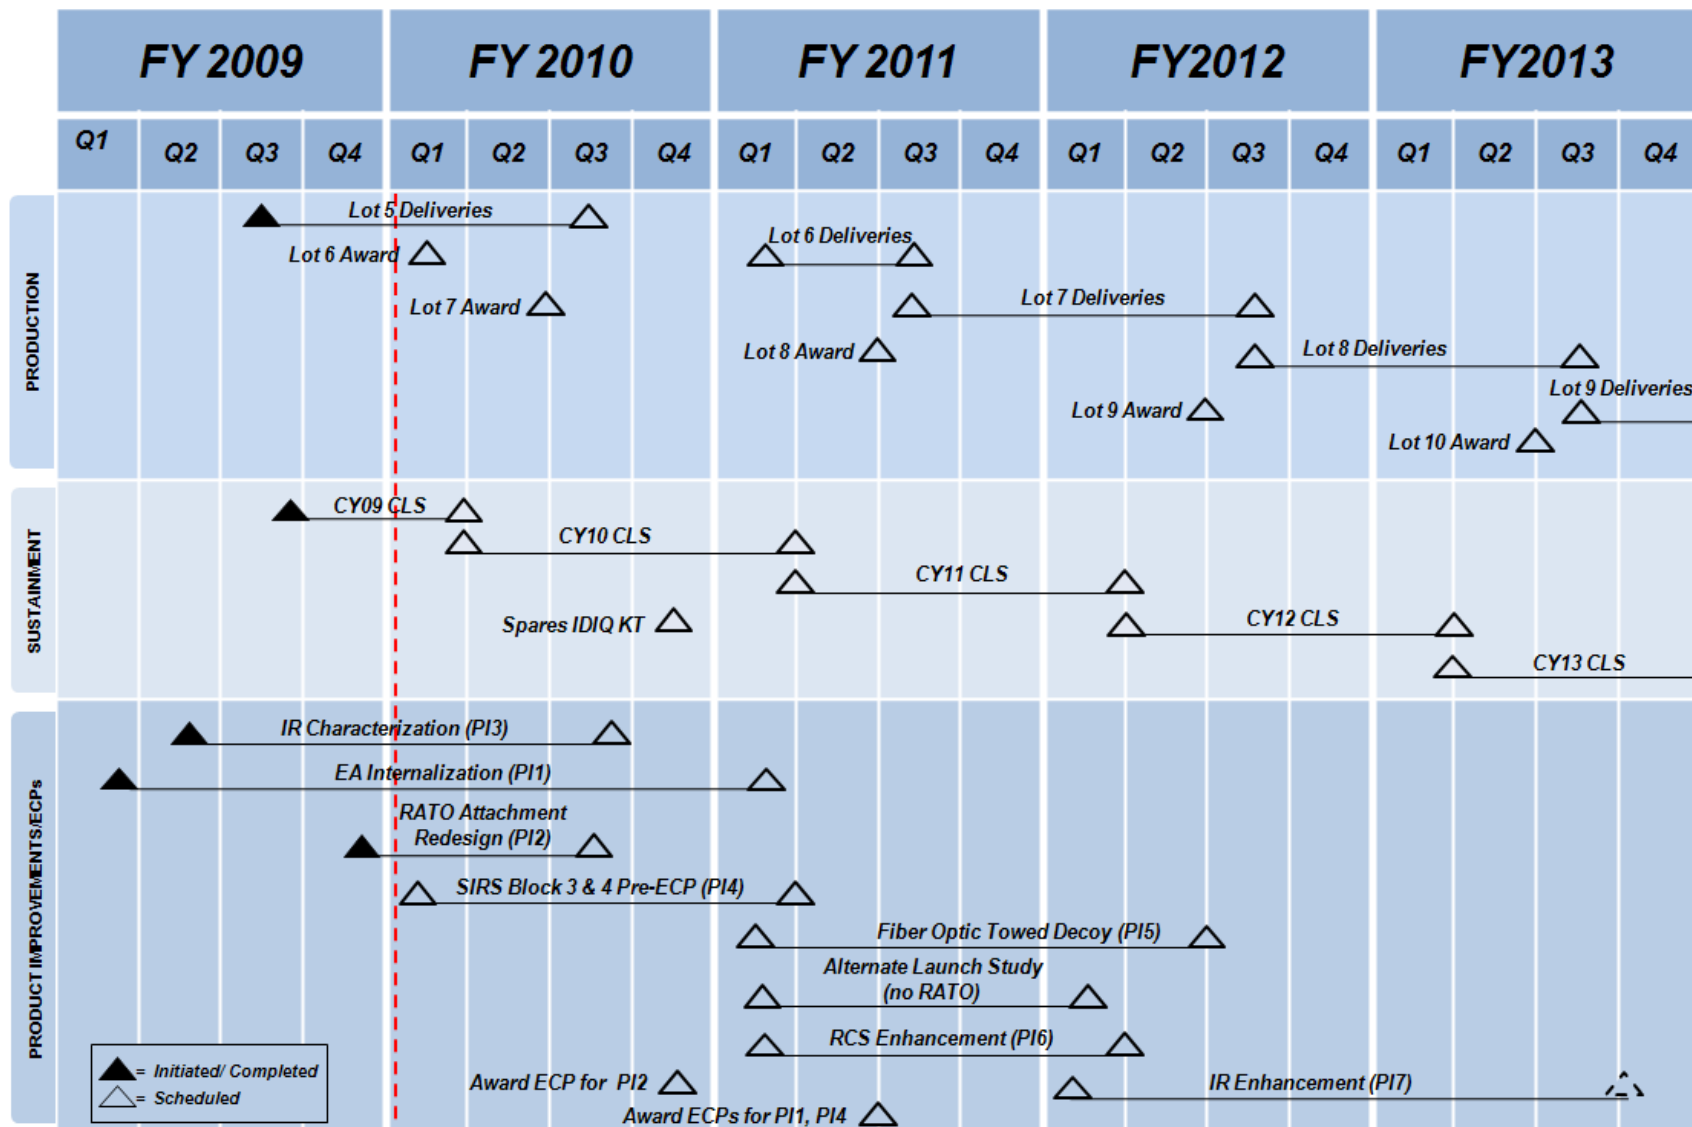 FY 2009 FY 2010 FY 2011 FY2012 FY2013
Q1 Q2 Q3 Q4 Q1 Q2 Q3 Q4 Q1 Q2 Q3 Q4 Q1 Q2 Q3 Q4 Q1 Q2 Q3 Q4
PRODUCTION
Lot 5 Deliveries
Lot 6 Deliveries
Lot 6 Award
Lot 7 Award
Lot 7 Deliveries
Lot 8 Award
Lot 8 Deliveries
Lot 9 Deliveries
Lot 9 Award
Lot 10 Award
SUSTAINMENT
CY09 CLS
CY10 CLS
CY11 CLS
Spares IDIQ KT
CY12 CLS
CY13 CLS
PRODUCT IMPROVEMENTS/ECPs
IR Characterization (PI3)
EA Internalization (PI1)
RATO Attachment
Redesign (PI2)
SIRS Block 3 & 4 Pre-ECP (PI4)
Fiber Optic Towed Decoy (PI5)
Alternate Launch Study
(no RATO)
RCS Enhancement (PI6)
Award ECP for PI2
IR Enhancement (PI7)
Award ECPs for PI1, PI4
= Initiated/ Completed
= Scheduled